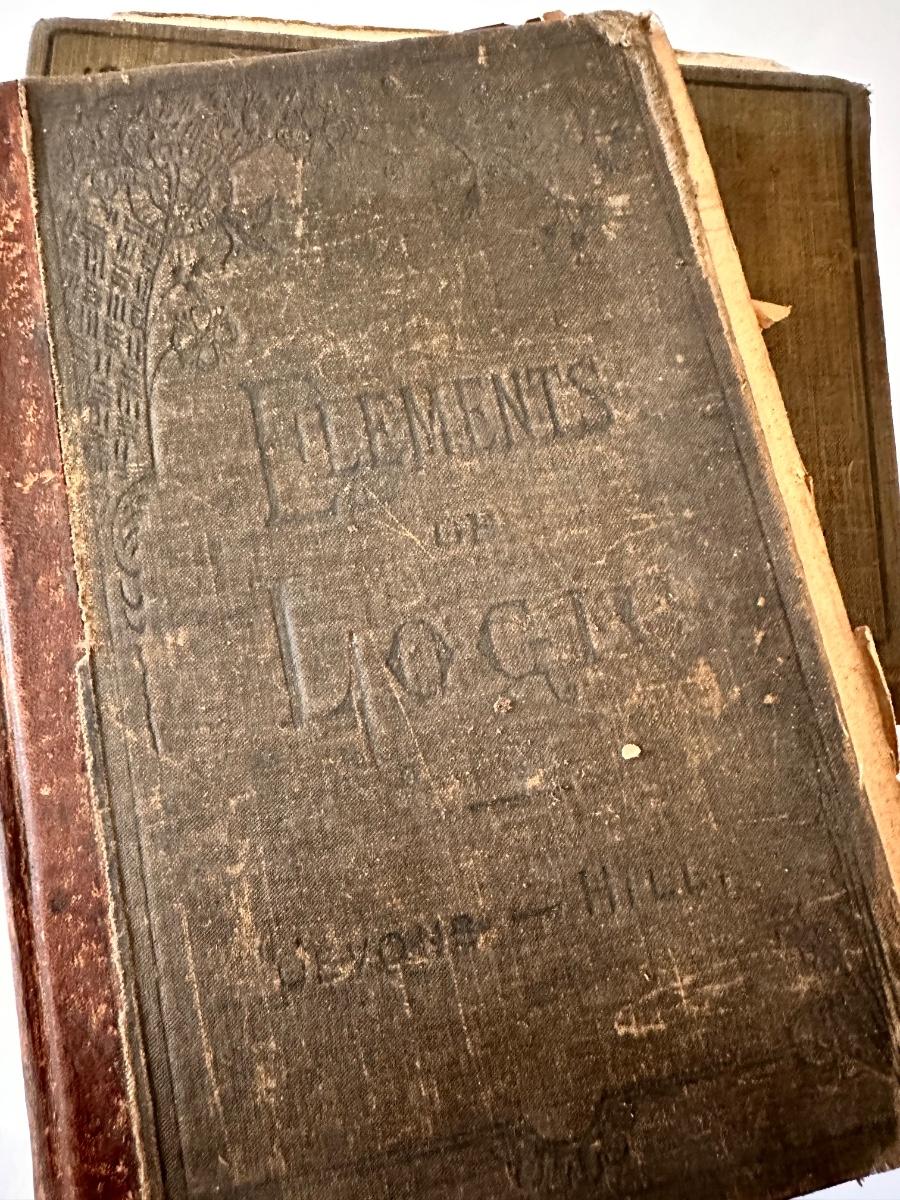 ELEMENTS
OF
LOGIC
JEVONS — HILL.